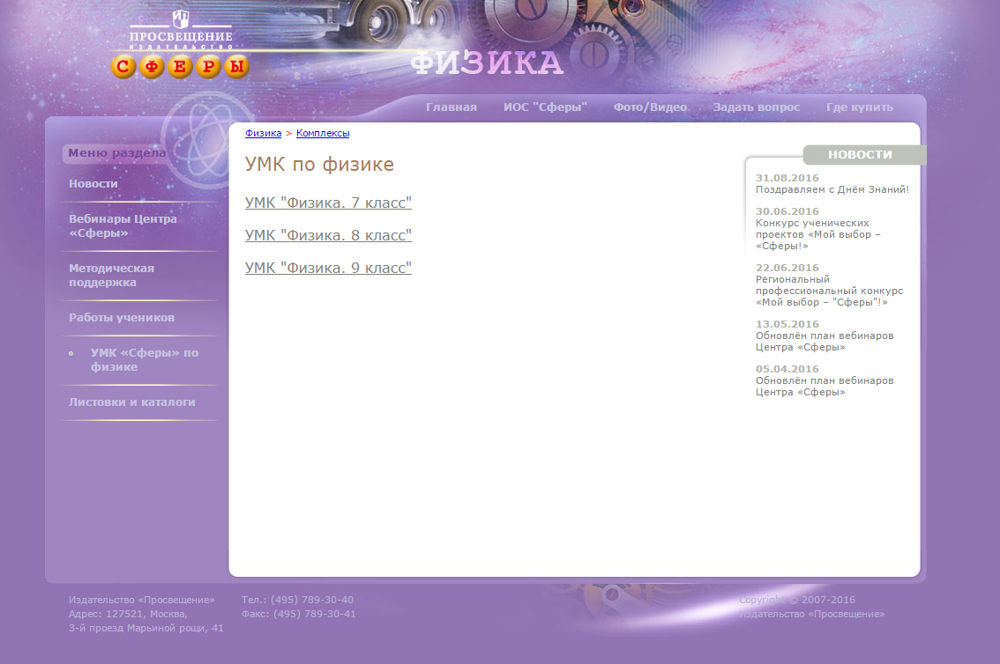 ПРОСВЕЩЕНИЕ
ИЗДАТЕЛЬСТВО
СФЕРЫ
ФИЗИКА
Главная ИОС "Сферы" Фото/Видео Задать вопрос Где купить
Меню раздела
Новости
Вебинары Центра
«Сферы»
Методическая
поддержка
Работы учеников
УМК «Сферы» по
физике
Листовки и каталоги
Физика > Комплексы
УМК по физике
УМК "Физика. 7 класс"
УМК "Физика. 8 класс"
УМК "Физика. 9 класс"
НОВОСТИ
31.08.2016
Поздравляем с Днём Знаний!
30.06.2016
Конкурс ученических
проектов «Мой выбор –
«Сферы!»
22.06.2016
Региональный
профессиональный конкурс
«Мой выбор – "Сферы"!»
13.05.2016
Обновлён план вебинаров
Центра «Сферы»
05.04.2016
Обновлён план вебинаров
Центра «Сферы»
Издательство «Просвещение»
Адрес: 127521, Москва,
3-й проезд Марьиной рощи, 41
Тел.: (495) 789-30-40
Факс: (495) 789-30-41
Copyright © 2007-2016
Издательство «Просвещение»